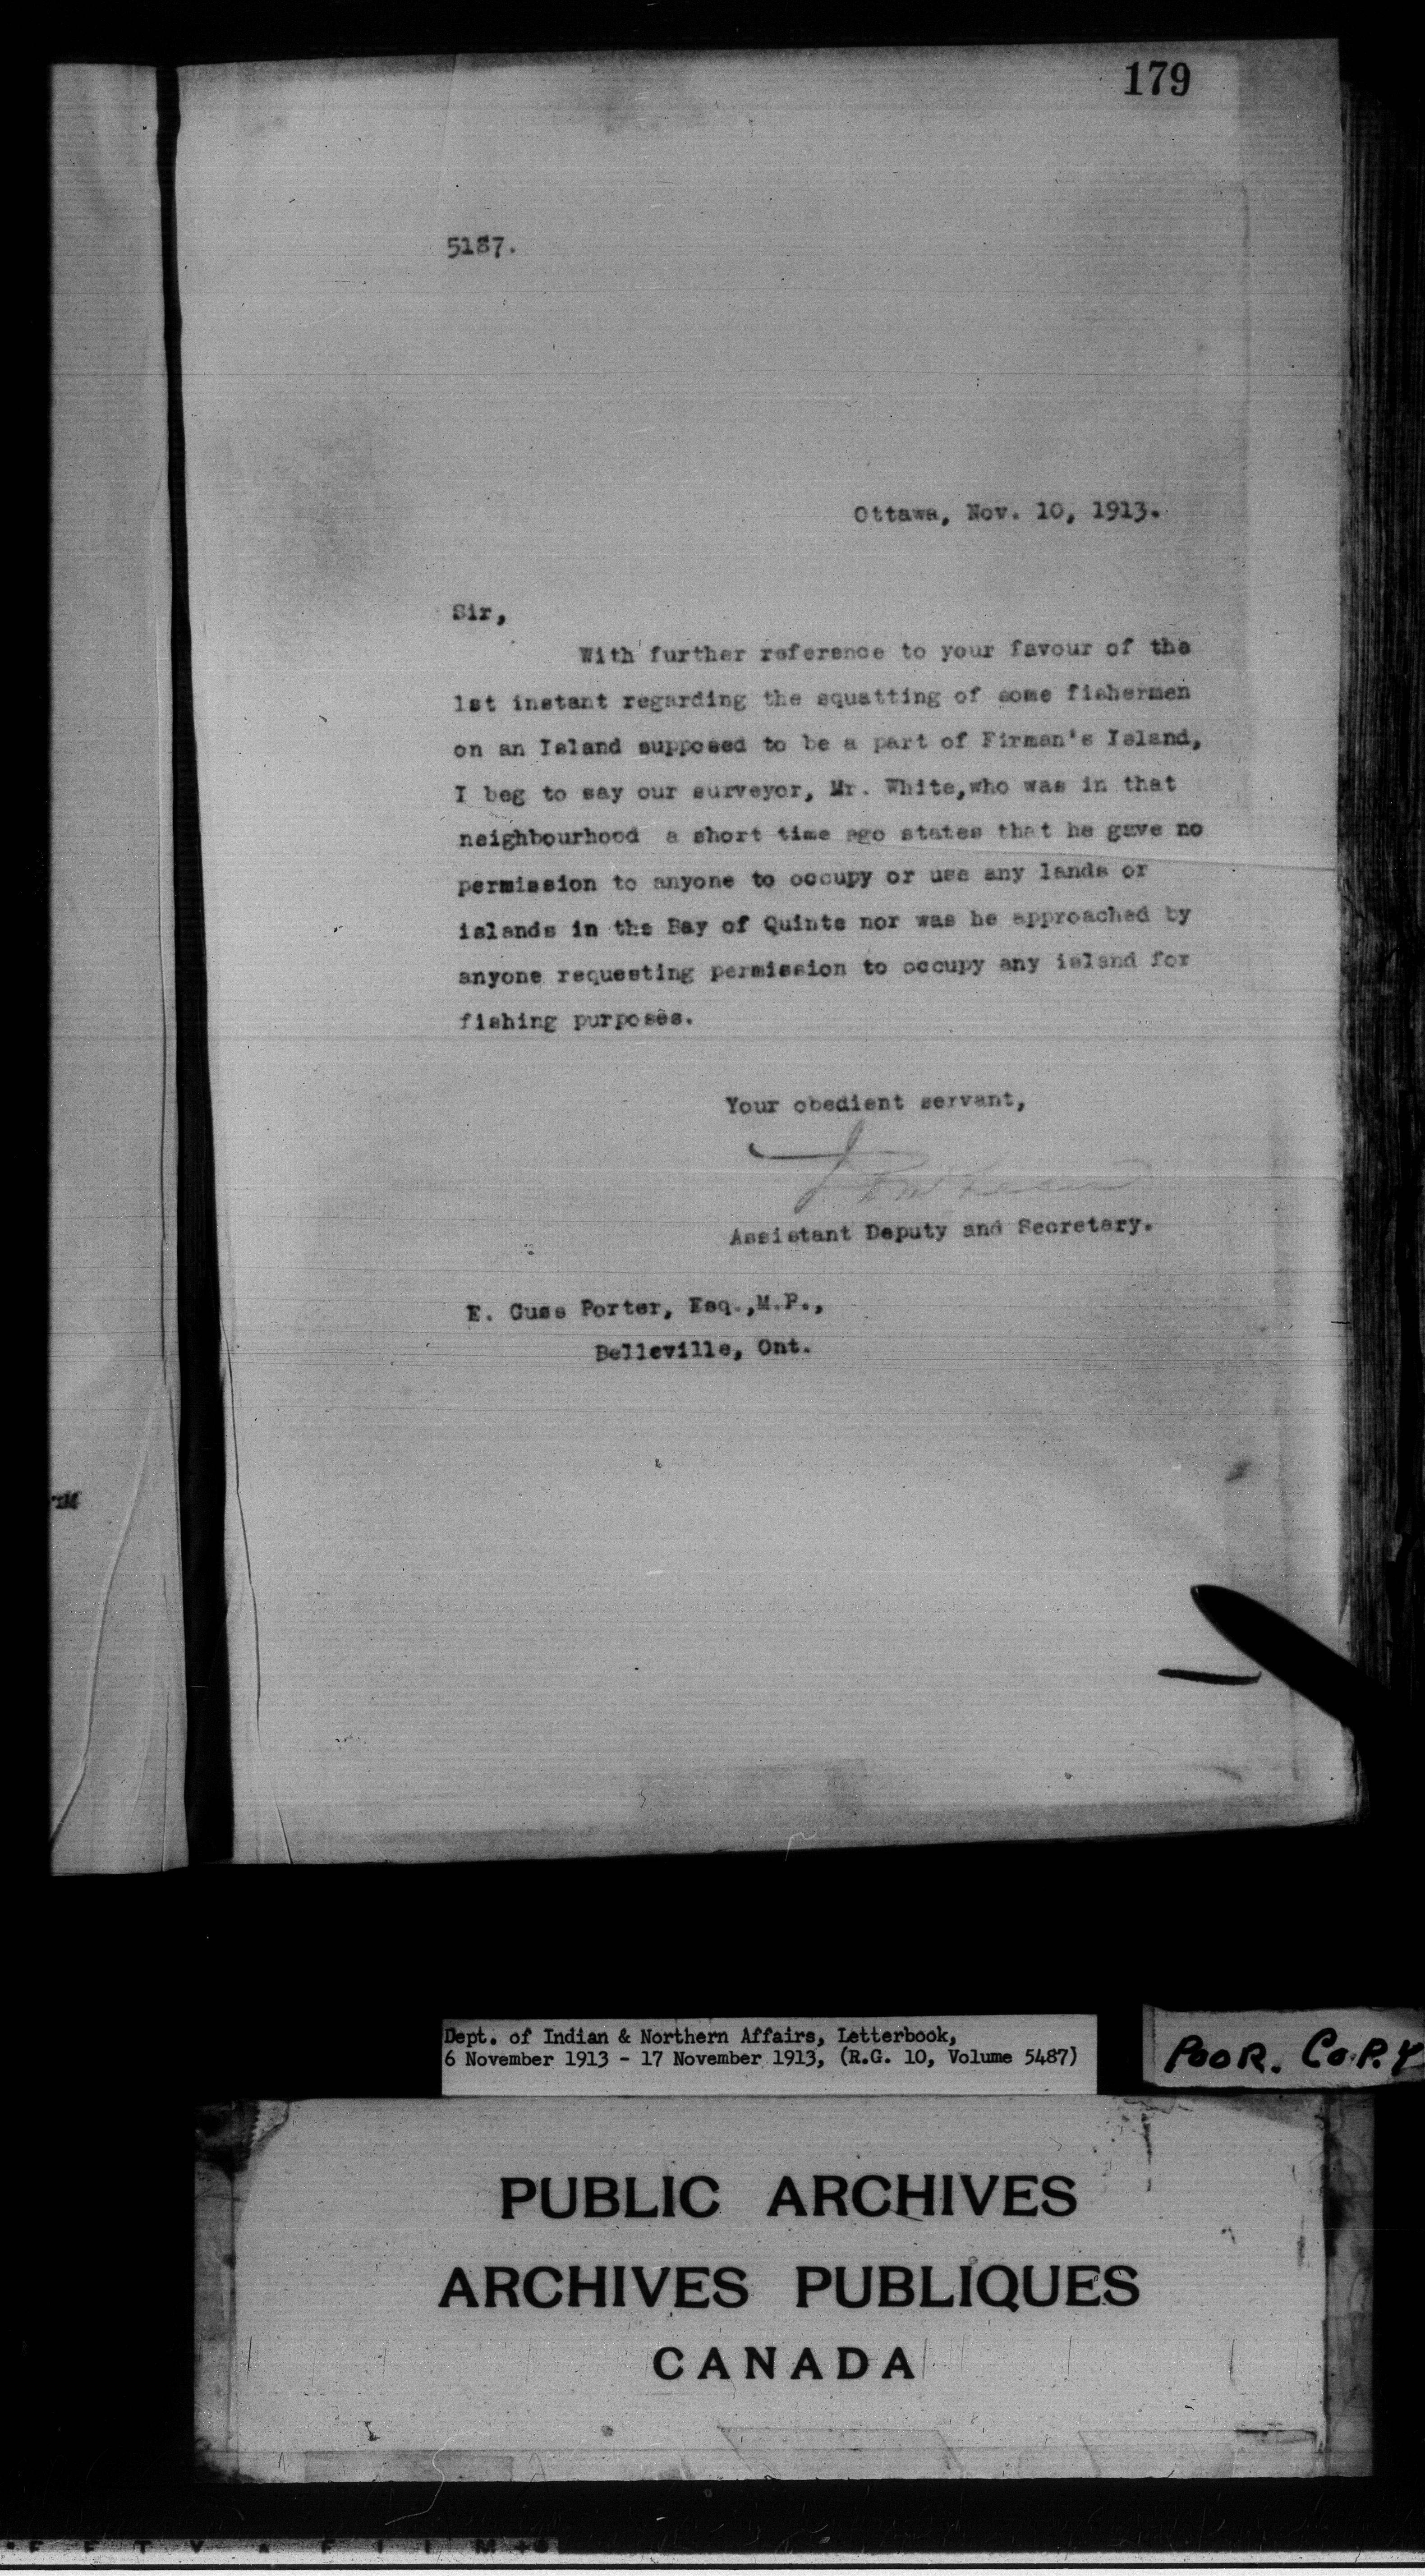 179
5187.
Ottawa, Nov. 10, 1913.
Sir,
With further reference to your favour of the
1st instant regarding the squatting of some fishermen
on an Island supposed to be a part of Firman's Island,
I beg to say our surveyor, Mr. White,who was in that
neighbourhood a short time ago states that he gave no
permission to anyone to occupy or use any lands or
islands in the Bay of Quinte nor was he approached by
anyone requesting permission to occupy any island for
fishing purposes.
Your obedient servant,
Assistant Deputy and Secretary.
E. Guss Porter, Esq.,M.P.,
Belleville, Ont.
Dept. of Indian & Northern Affairs, Letterbook,
6 November 1913 - 17 November 1913, (R.G. 10, Volume 5487)
POOR. COPY
PUBLIC ARCHIVES
ARCHIVES PUBLIQUES
CANADA